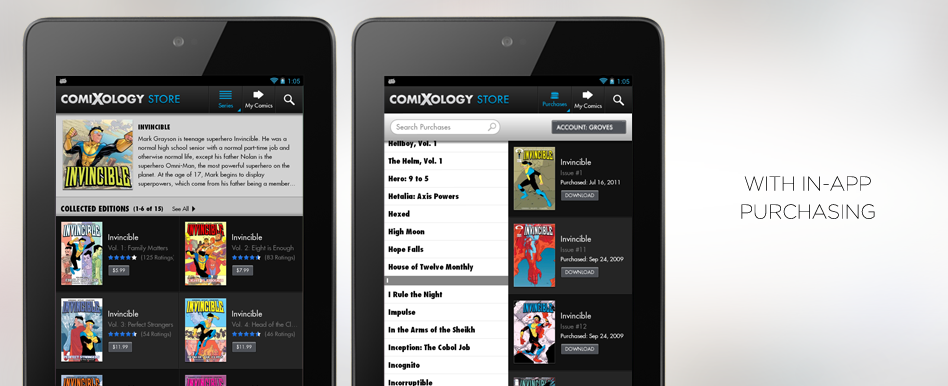 1:05
COMIXOLOGY STORE
Series
My Comics
INVINCIBLE
Mark Grayson is teenage superhero Invincible. He was a
normal high school senior with a normal part-time job and
otherwise normal life, except his father Nolan is the
superhero Omni-Man, the most powerful superhero on the
planet. At the age of 17, Mark begins to display
superpowers, which come from his father being a member...
INVINCIBLE
COLLECTED EDITIONS (1-6 of 15) See All
INVINCIBLE
Invincible
Vol. 1: Family Matters
(125 Ratings)
$5.99
INVINCIBLE
Invincible
Vol. 2: Eight is Enough
(83 Ratings)
$7.99
INVINCIBLE
Invincible
Vol. 3: Perfect Strangers
(54 Ratings)
$11.99
INVINCIBLE
Invincible
Vol. 4: Head of the Cl...
(46 Ratings)
$11.99
1:05
COMIXOLOGY STORE
Purchases
My Comics
Search Purchases
ACCOUNT: GROVES
Hellboy, Vol. 1
The Helm, Vol. 1
Hero: 9 to 5
Hetalia: Axis Powers
Hexed
High Moon
Hope Falls
House of Twelve Monthly
I
I Rule the Night
Impulse
In the Arms of the Sheikh
Inception: The Cobol Job
Incognito
Incorruptible
INVINCIBLE
Invincible
Issue #1
Purchased: Jul 16, 2011
DOWNLOAD
Invincible
Issue #11
Purchased: Sep 24, 2009
DOWNLOAD
INVINCIBLE
Invincible
Issue #12
Purchased: Sep 24, 2009
DOWNLOAD
WITH IN-APP
PURCHASING